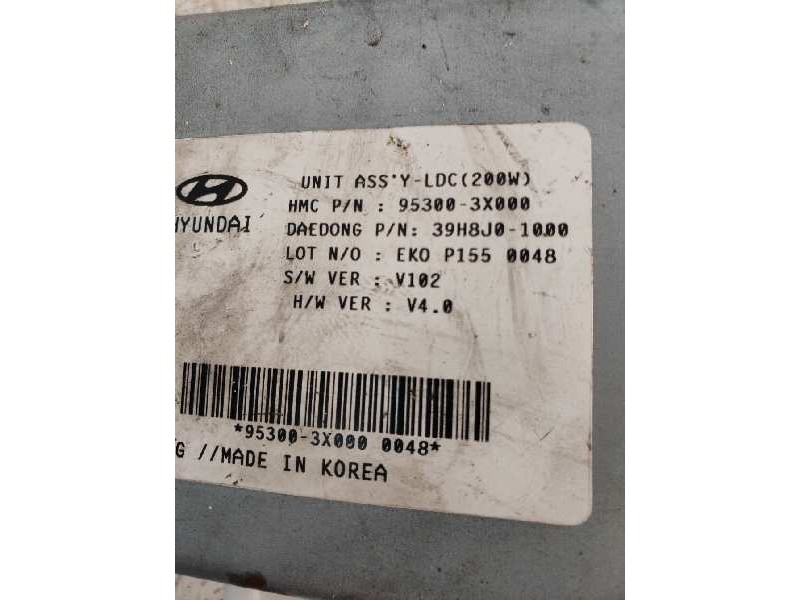 HYUNDAI
UNIT ASS'Y-LDC(200W)
HMC P/N : 95300-3X000
DAEDONG P/N: 39H8J0-1000
LOT N/O : EKO P155 0048
S/W VER : V102
H/W VER : V4.0
*95300-3X000 0048*
G //MADE IN KOREA